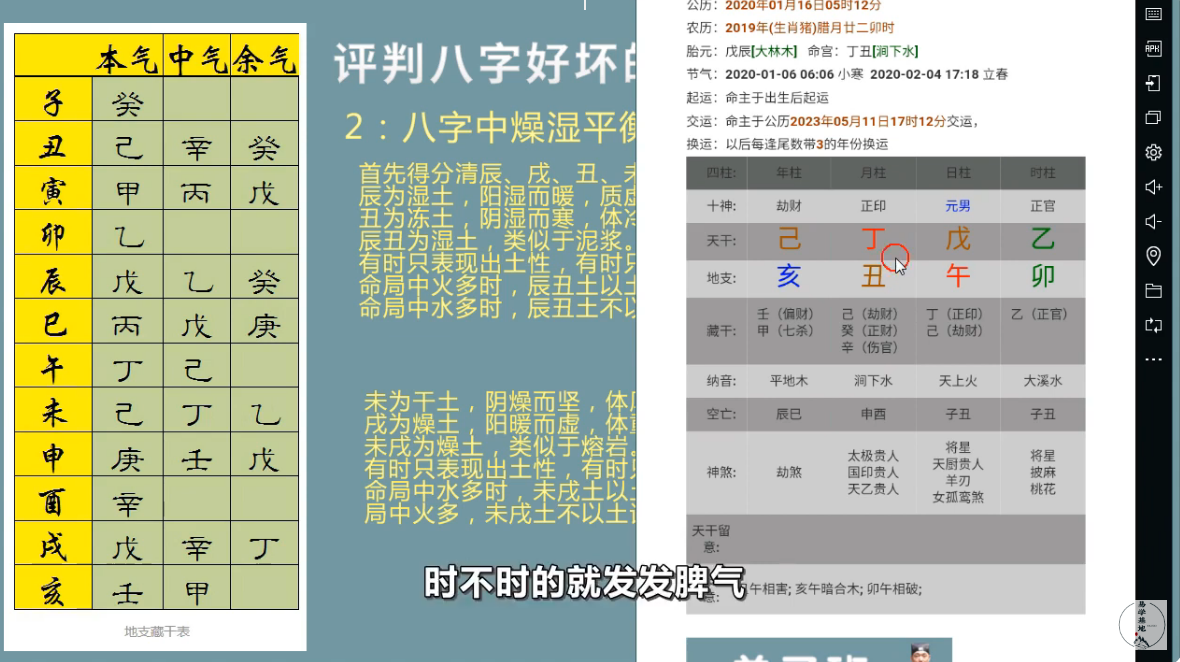 本气 中气 余气
子 癸
丑 己 辛 癸
寅 甲 丙 戊
卯 乙
辰 戊 乙 癸
巳 丙 戊 庚
午 丁 己
未 己 丁 乙
申 庚 壬 戊
酉 辛
戌 戊 辛 丁
亥 壬 甲
地支藏干表
评判八字好坏的
2：八字中燥湿平衡
首先得分清辰、戌、丑、未
辰为湿土，阳湿而暖，质虚
丑为冻土，阴湿而寒，体冷
辰丑为湿土，类似于泥浆。
有时只表现出土性，有时只
命局中火多时，辰丑土以土
命局中水多时，辰丑土不以
未为干土，阴燥而坚，体
戌为燥土，阳暖而虚，体
未戌为燥土，类似于熔岩。
有时只表现出土性，有时
命局中水多时，未戌土以
局中火多，未戌土不以土
时不时的就发发脾气
公历：2020年01月16日05时12分
农历：2019年(生肖猪)腊月廿二卯时
胎元：戊辰[大林木] 命宫：丁丑[涧下水]
节气：2020-01-06 06:06 小寒 2020-02-04 17:18 立春
起运：命主于出生后起运
交运：命主于公历2023年05月11日17时12分交运，
换运：以后每逢尾数带3的年份换运
四柱: 年柱 月柱 日柱 时柱
十神: 劫财 正印 元男 正官
天干: 己 丁 戊 乙
地支: 亥 丑 午 卯
藏干: 壬（偏财） 己（劫财） 丁（正印） 乙（正官）
甲（七杀） 癸（正财） 己（劫财）
辛（伤官）
纳音: 平地木 涧下水 天上火 大溪水
空亡: 辰巳 申酉 子丑 子丑
神煞: 劫煞 太极贵人 将星 将星
国印贵人 天厨贵人 披麻
天乙贵人 羊刃 桃花
女孤鸾煞
天干留
意:
午相害; 亥午暗合木; 卯午相破;
意:
易学基地